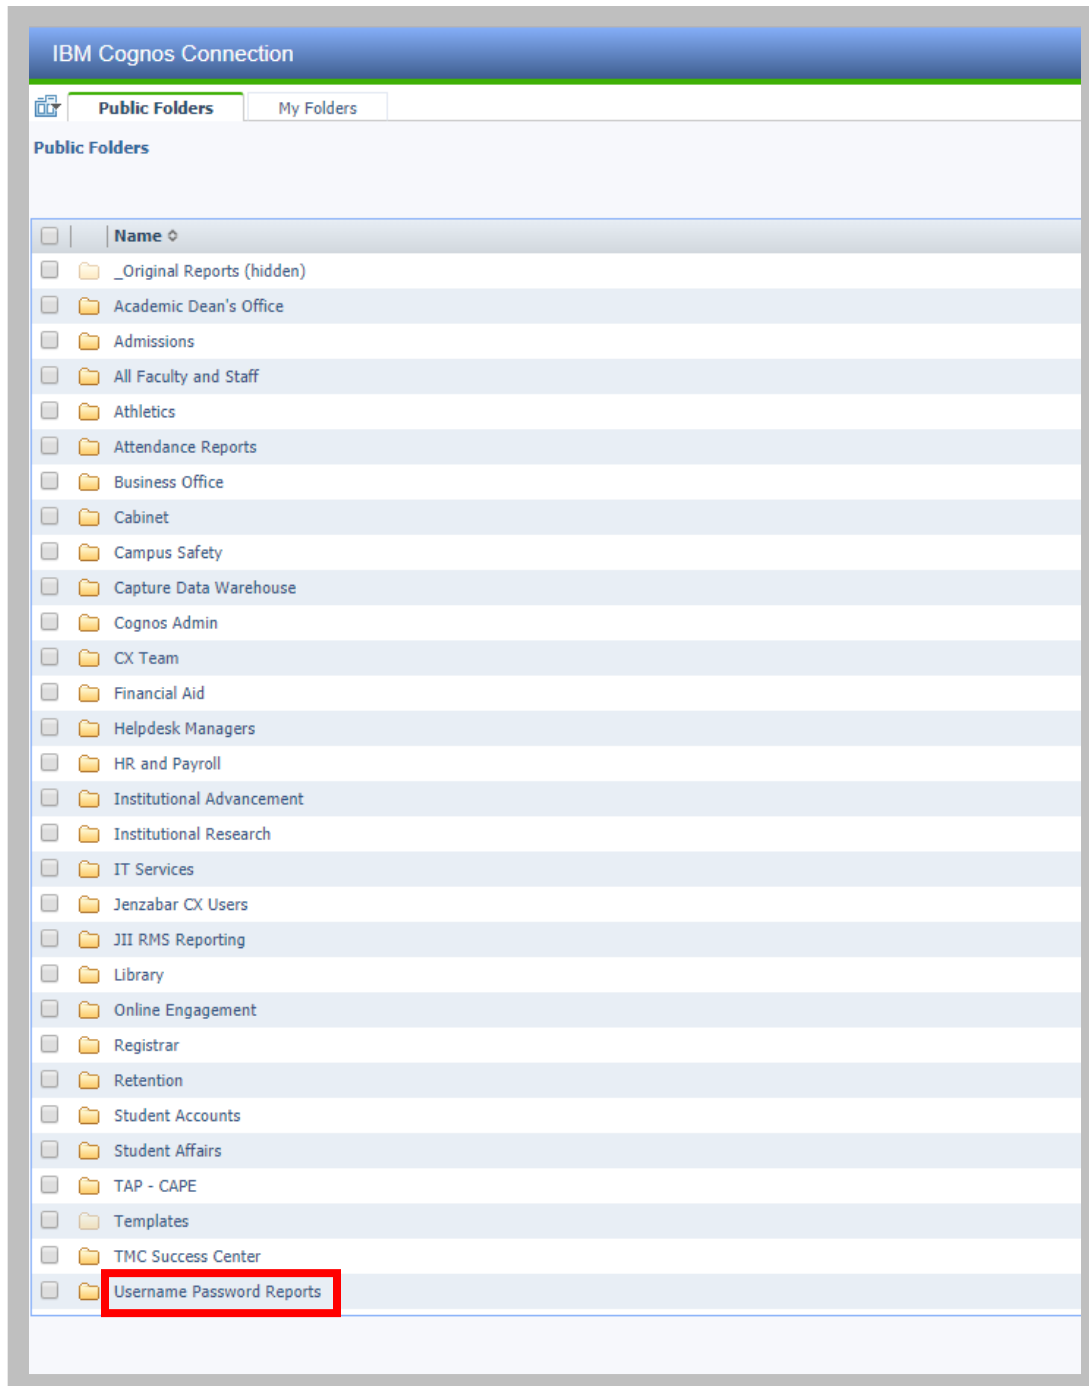 IBM Cognos Connection
Public Folders My Folders
Public Folders
Name
_Original Reports (hidden)
Academic Dean's Office
Admissions
All Faculty and Staff
Athletics
Attendance Reports
Business Office
Cabinet
Campus Safety
Capture Data Warehouse
Cognos Admin
CX Team
Financial Aid
Helpdesk Managers
HR and Payroll
Institutional Advancement
Institutional Research
IT Services
Jenzabar CX Users
JII RMS Reporting
Library
Online Engagement
Registrar
Retention
Student Accounts
Student Affairs
TAP - CAPE
Templates
TMC Success Center
Username Password Reports